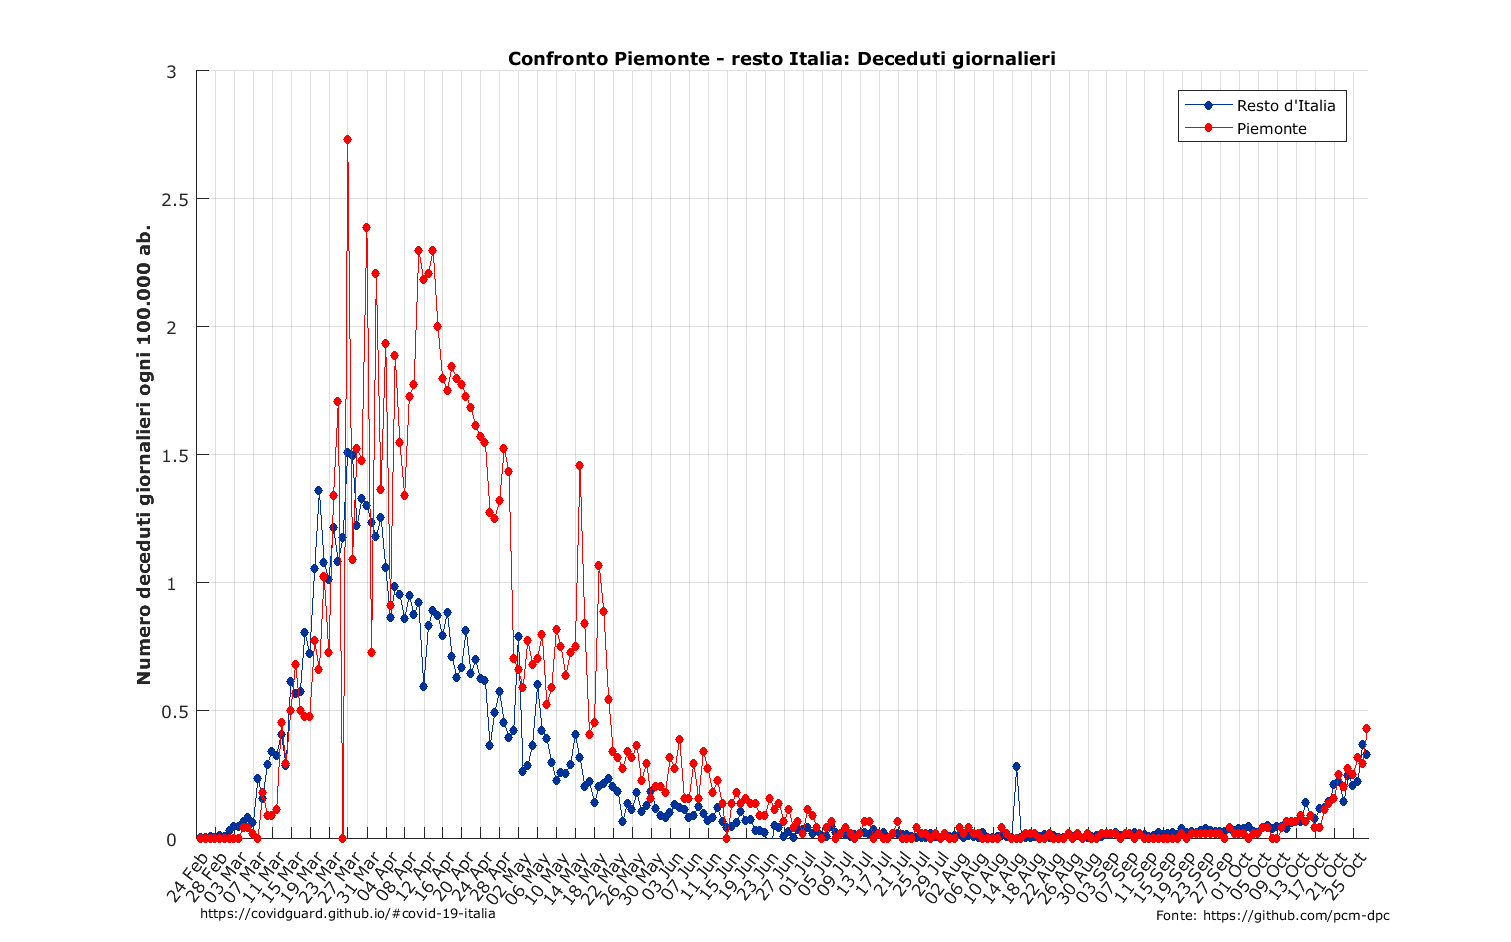 Confronto Piemonte - resto Italia: Deceduti giornalieri
Resto d'Italia
Piemonte
Numero deceduti giornalieri ogni 100.000 ab.
3
2.5
2
1.5
1
0.5
0
24 Feb
28 Feb
03 Mar
07 Mar
11 Mar
15 Mar
19 Mar
23 Mar
27 Mar
31 Mar
04 Apr
08 Apr
12 Apr
16 Apr
20 Apr
24 Apr
28 Apr
02 May
06 May
10 May
14 May
18 May
22 May
26 May
30 May
03 Jun
07 Jun
11 Jun
15 Jun
19 Jun
23 Jun
27 Jun
01 Jul
05 Jul
09 Jul
13 Jul
17 Jul
21 Jul
25 Jul
29 Jul
02 Aug
06 Aug
10 Aug
14 Aug
18 Aug
22 Aug
26 Aug
30 Aug
03 Sep
07 Sep
11 Sep
15 Sep
19 Sep
23 Sep
27 Sep
01 Oct
05 Oct
09 Oct
13 Oct
17 Oct
21 Oct
25 Oct
https://covidguard.github.io/#covid-19-italia
Fonte: https://github.com/pcm-dpc